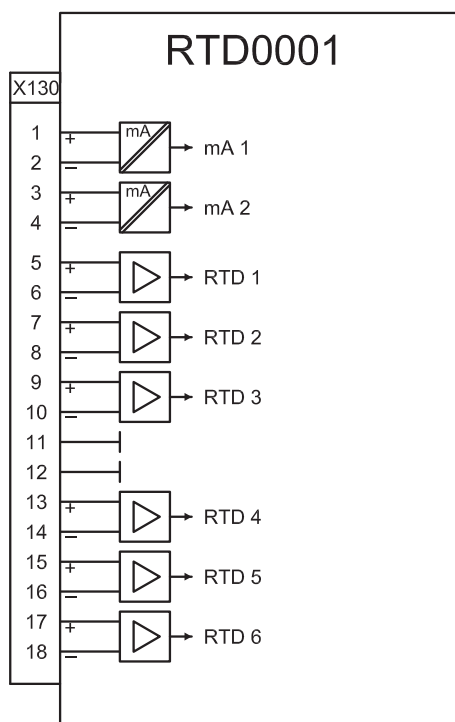 RTD0001
X130
1 + mA
2 − mA 1
3 + mA
4 − mA 2
5 +
6 − RTD 1
7 +
8 − RTD 2
9 +
10 − RTD 3
11
12
13 +
14 − RTD 4
15 +
16 − RTD 5
17 +
18 − RTD 6